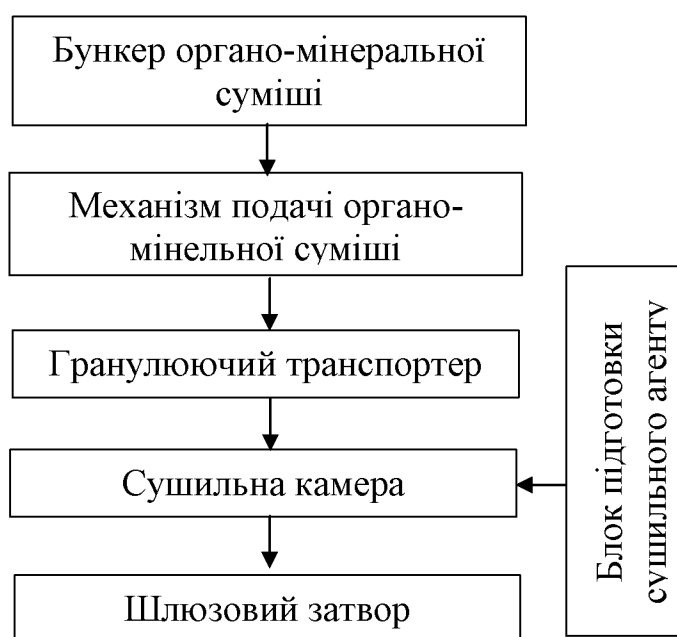 Бункер органо-мінеральної
суміші
Механізм подачі органо-
мінельної суміші
Гранулюючий транспортер
Сушильна камера
Шлюзовий затвор
Блок підготовки
сушильного агенту